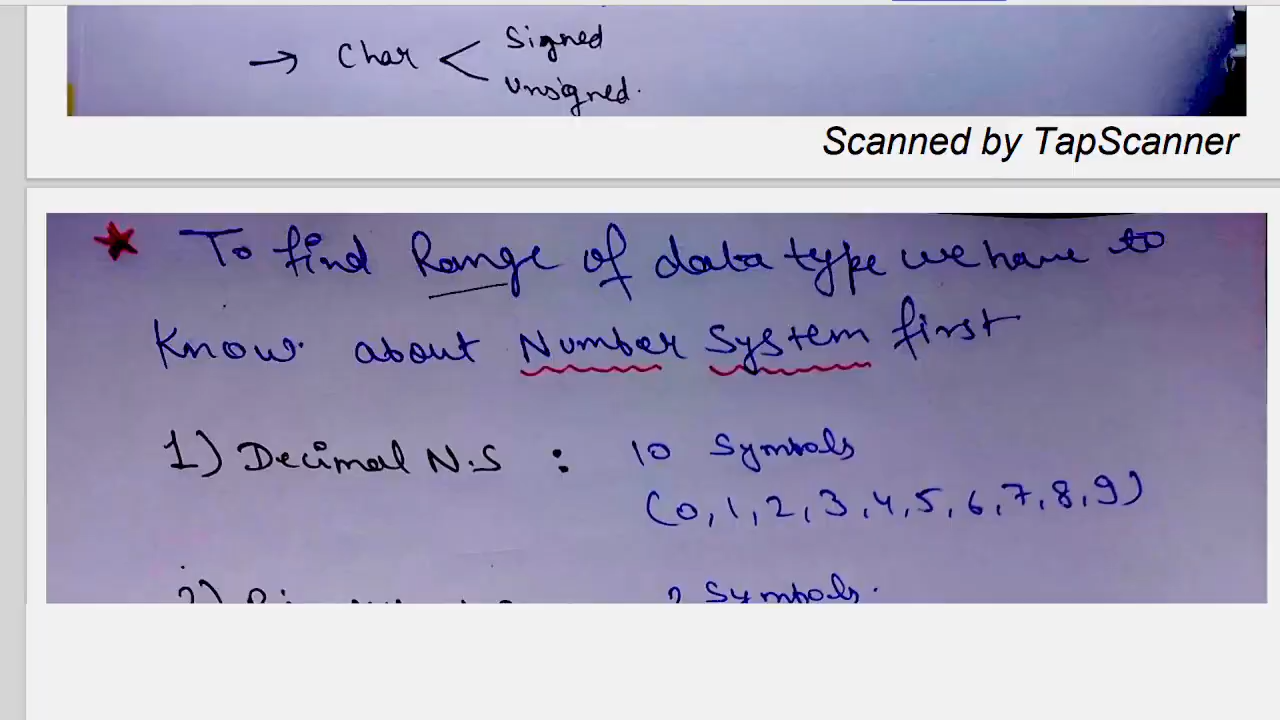 → Char < Signed
Unsigned.
Scanned by TapScanner
★ To find Range of data type we have to
Know about Number System first
1) Decimal N.S : 10 Symbols
(0, 1, 2, 3, 4, 5, 6, 7, 8, 9)
2) 2 Symbols.